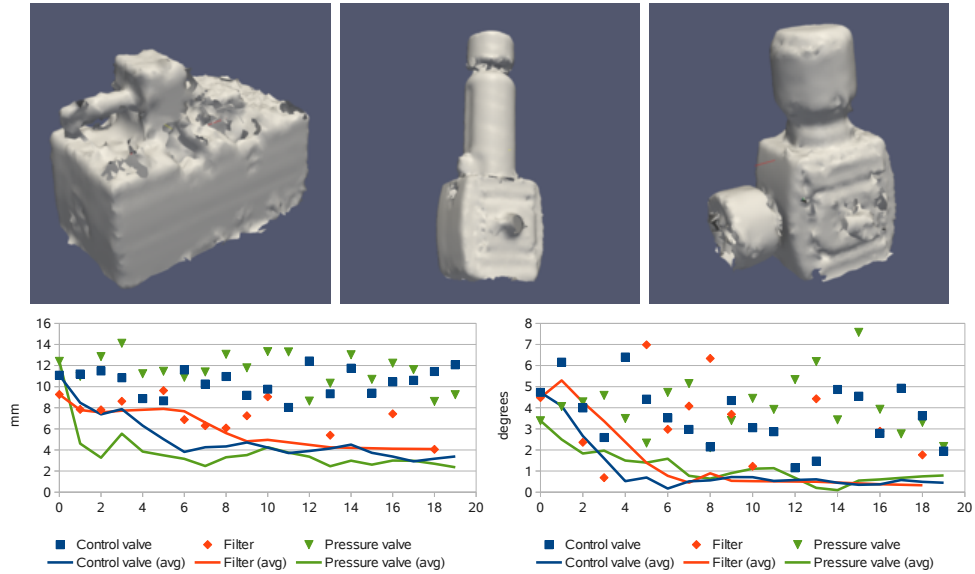 16
14
12
10
8
6
4
2
0
mm
0 2 4 6 8 10 12 14 16 18 20
Control valve Filter Pressure valve
Control valve (avg) Filter (avg) Pressure valve (avg)
8
7
6
5
4
3
2
1
0
degrees
0 2 4 6 8 10 12 14 16 18 20
Control valve Filter Pressure valve
Control valve (avg) Filter (avg) Pressure valve (avg)